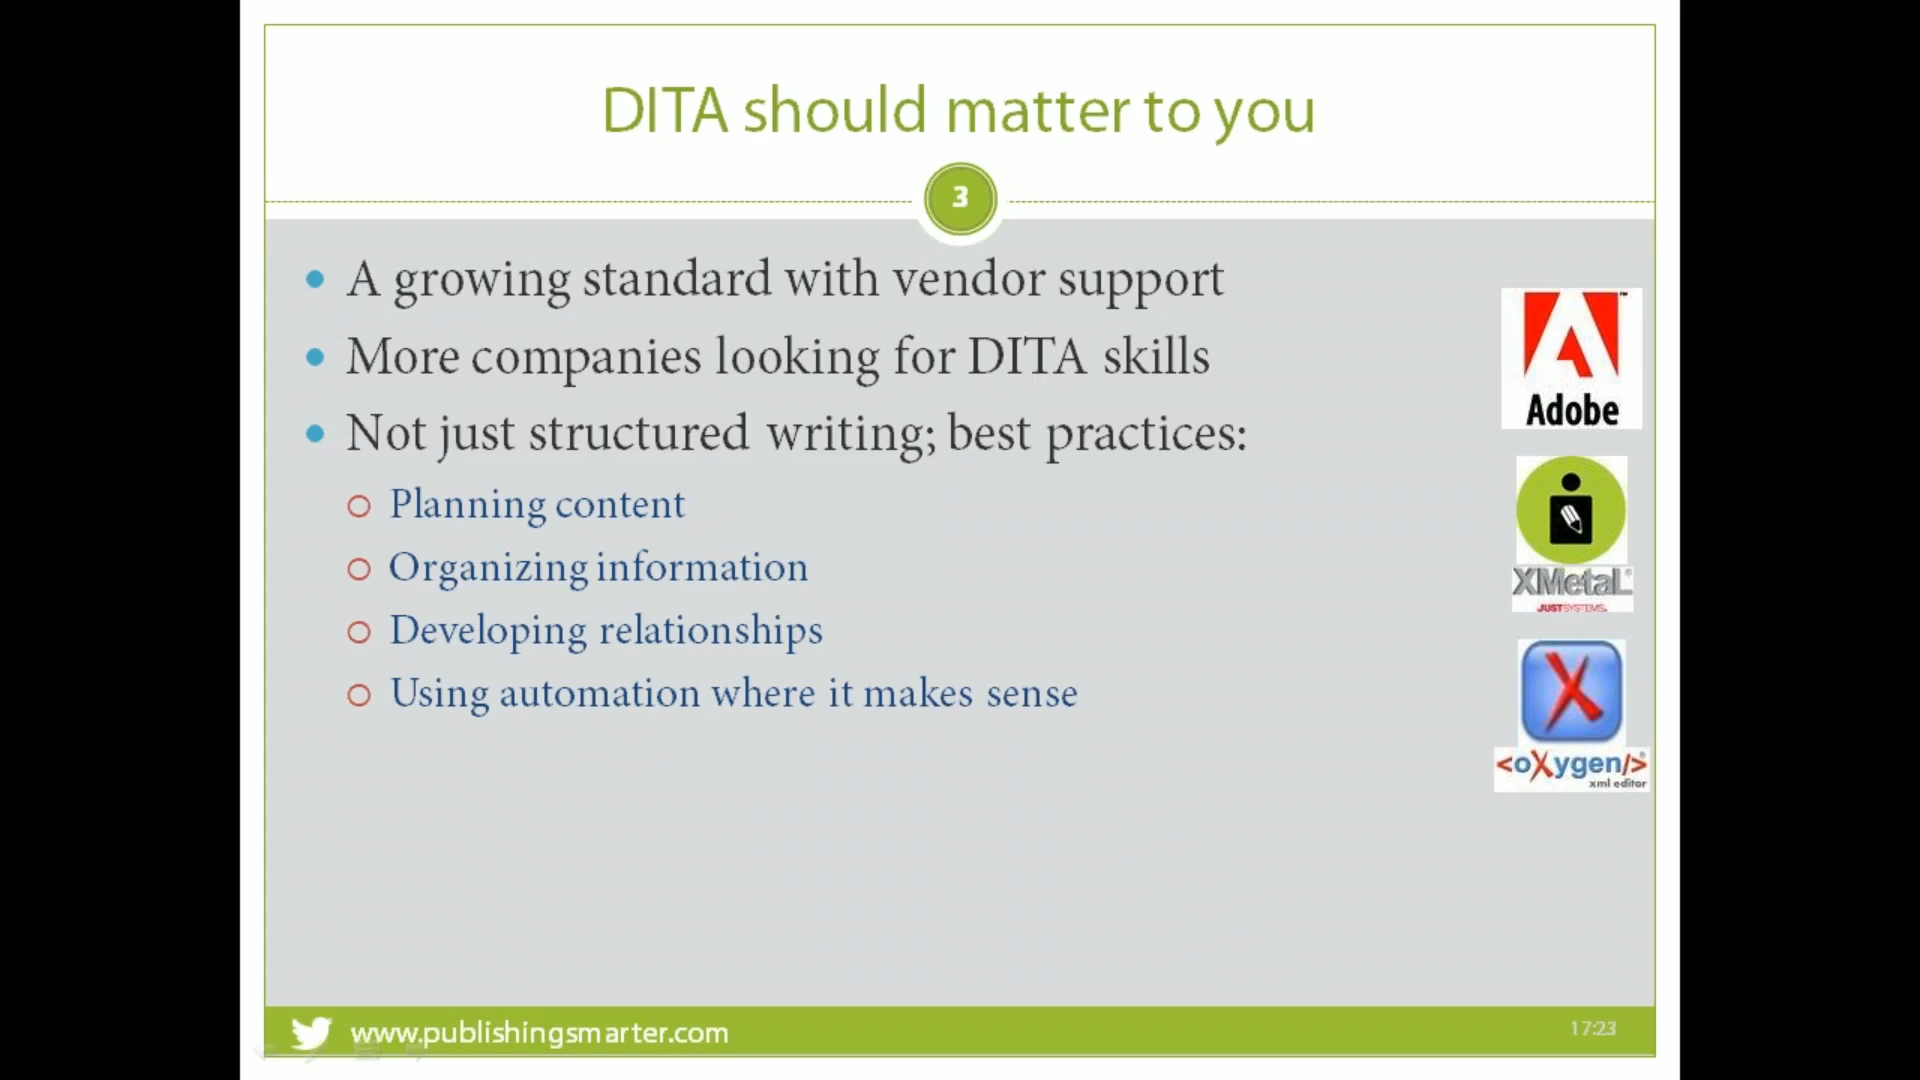 DITA should matter to you
3
A growing standard with vendor support
More companies looking for DITA skills
Not just structured writing; best practices:
Planning content
Organizing information
Developing relationships
Using automation where it makes sense
Adobe
XMetaL
JUSTSYSTEMS
<oXygen/>
xml editor
www.publishingsmarter.com
17:23